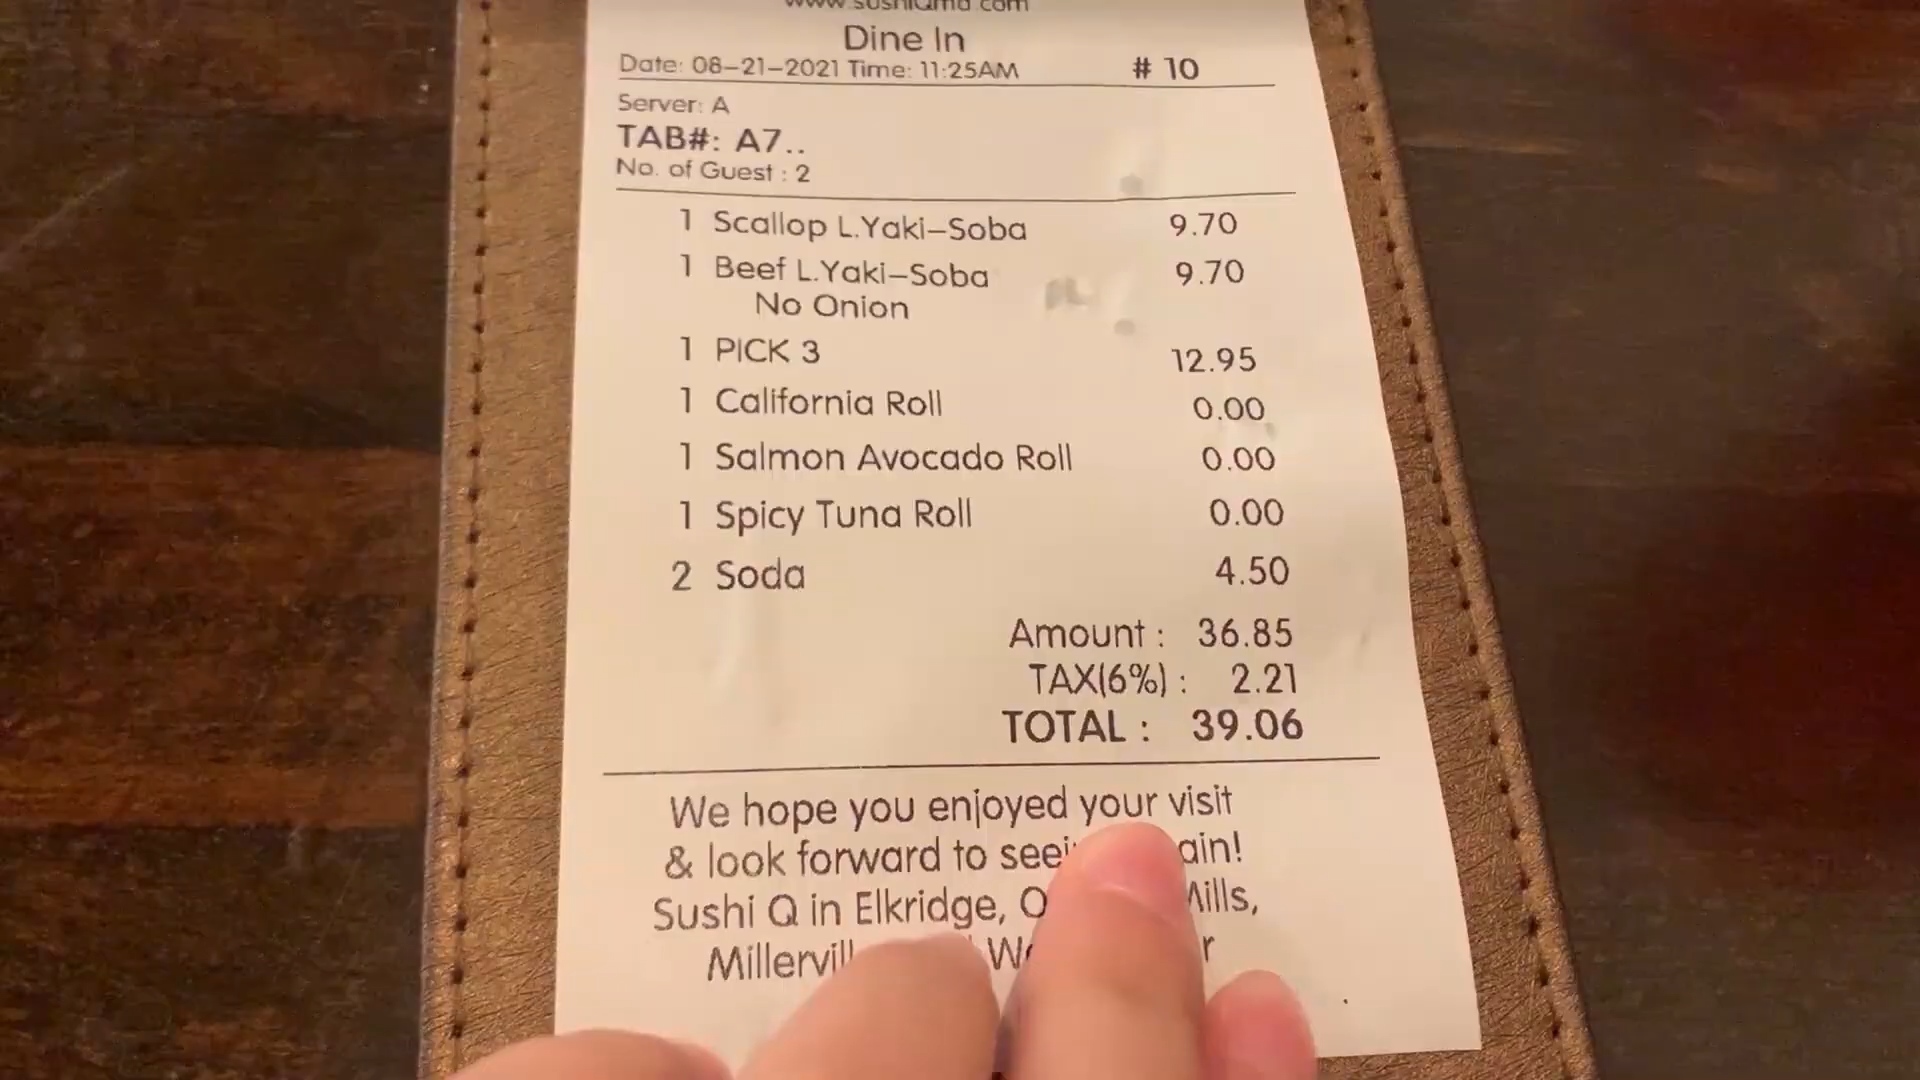 www.sushiqmd.com
Dine In
Date: 08-21-2021 Time: 11:25AM # 10
Server: A
TAB#: A7..
No. of Guest : 2
1 Scallop L.Yaki-Soba 9.70
1 Beef L.Yaki-Soba 9.70
No Onion
1 PICK 3 12.95
1 California Roll 0.00
1 Salmon Avocado Roll 0.00
1 Spicy Tuna Roll 0.00
2 Soda 4.50
Amount : 36.85
TAX(6%) : 2.21
TOTAL : 39.06
We hope you enjoyed your visit
& look forward to
Sushi Q in Elkridge,